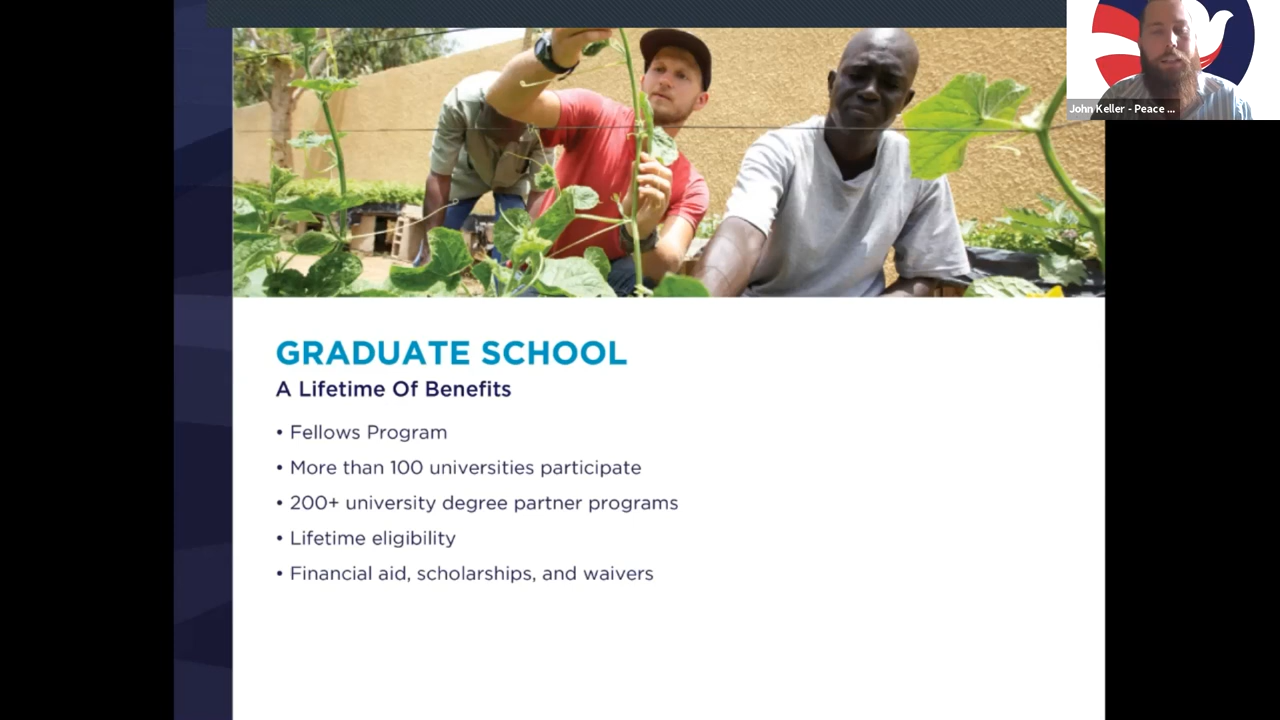 John Keller - Peace ...
GRADUATE SCHOOL
A Lifetime Of Benefits
• Fellows Program
• More than 100 universities participate
• 200+ university degree partner programs
• Lifetime eligibility
• Financial aid, scholarships, and waivers